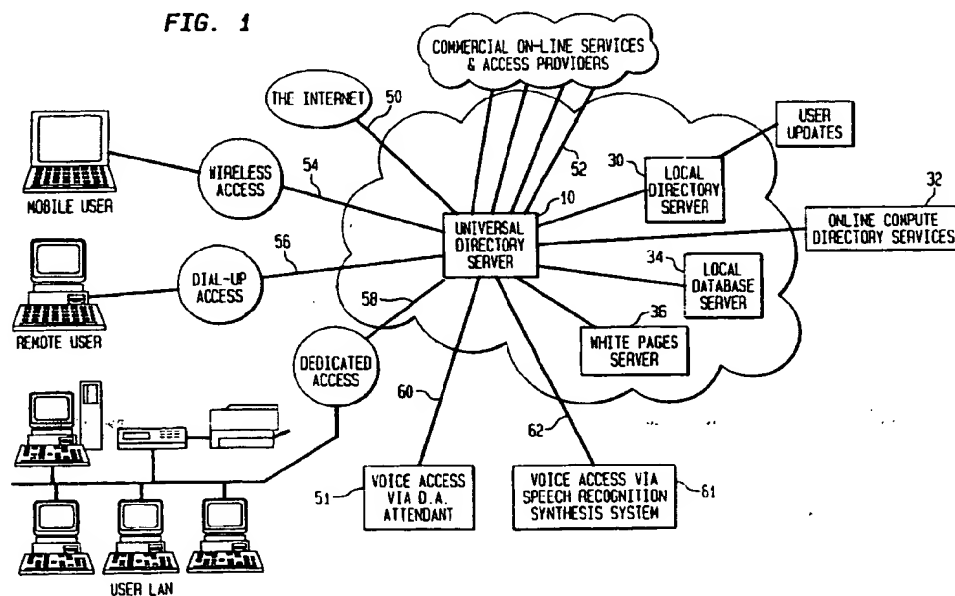 FIG. 1
COMMERCIAL ON-LINE SERVICES
& ACCESS PROVIDERS
THE INTERNET
50
52
USER
UPDATES
MOBILE USER
WIRELESS
ACCESS
54
30
LOCAL
DIRECTORY
SERVER
10
UNIVERSAL
DIRECTORY
SERVER
32
ONLINE COMPUTE
DIRECTORY SERVICES
REMOTE USER
DIAL-UP
ACCESS
56
34
LOCAL
DATABASE
SERVER
58
36
WHITE PAGES
SERVER
DEDICATED
ACCESS
60
62
51
VOICE ACCESS
VIA D.A.
ATTENDANT
VOICE ACCESS VIA
SPEECH RECOGNITION
SYNTHESIS SYSTEM
61
USER LAN